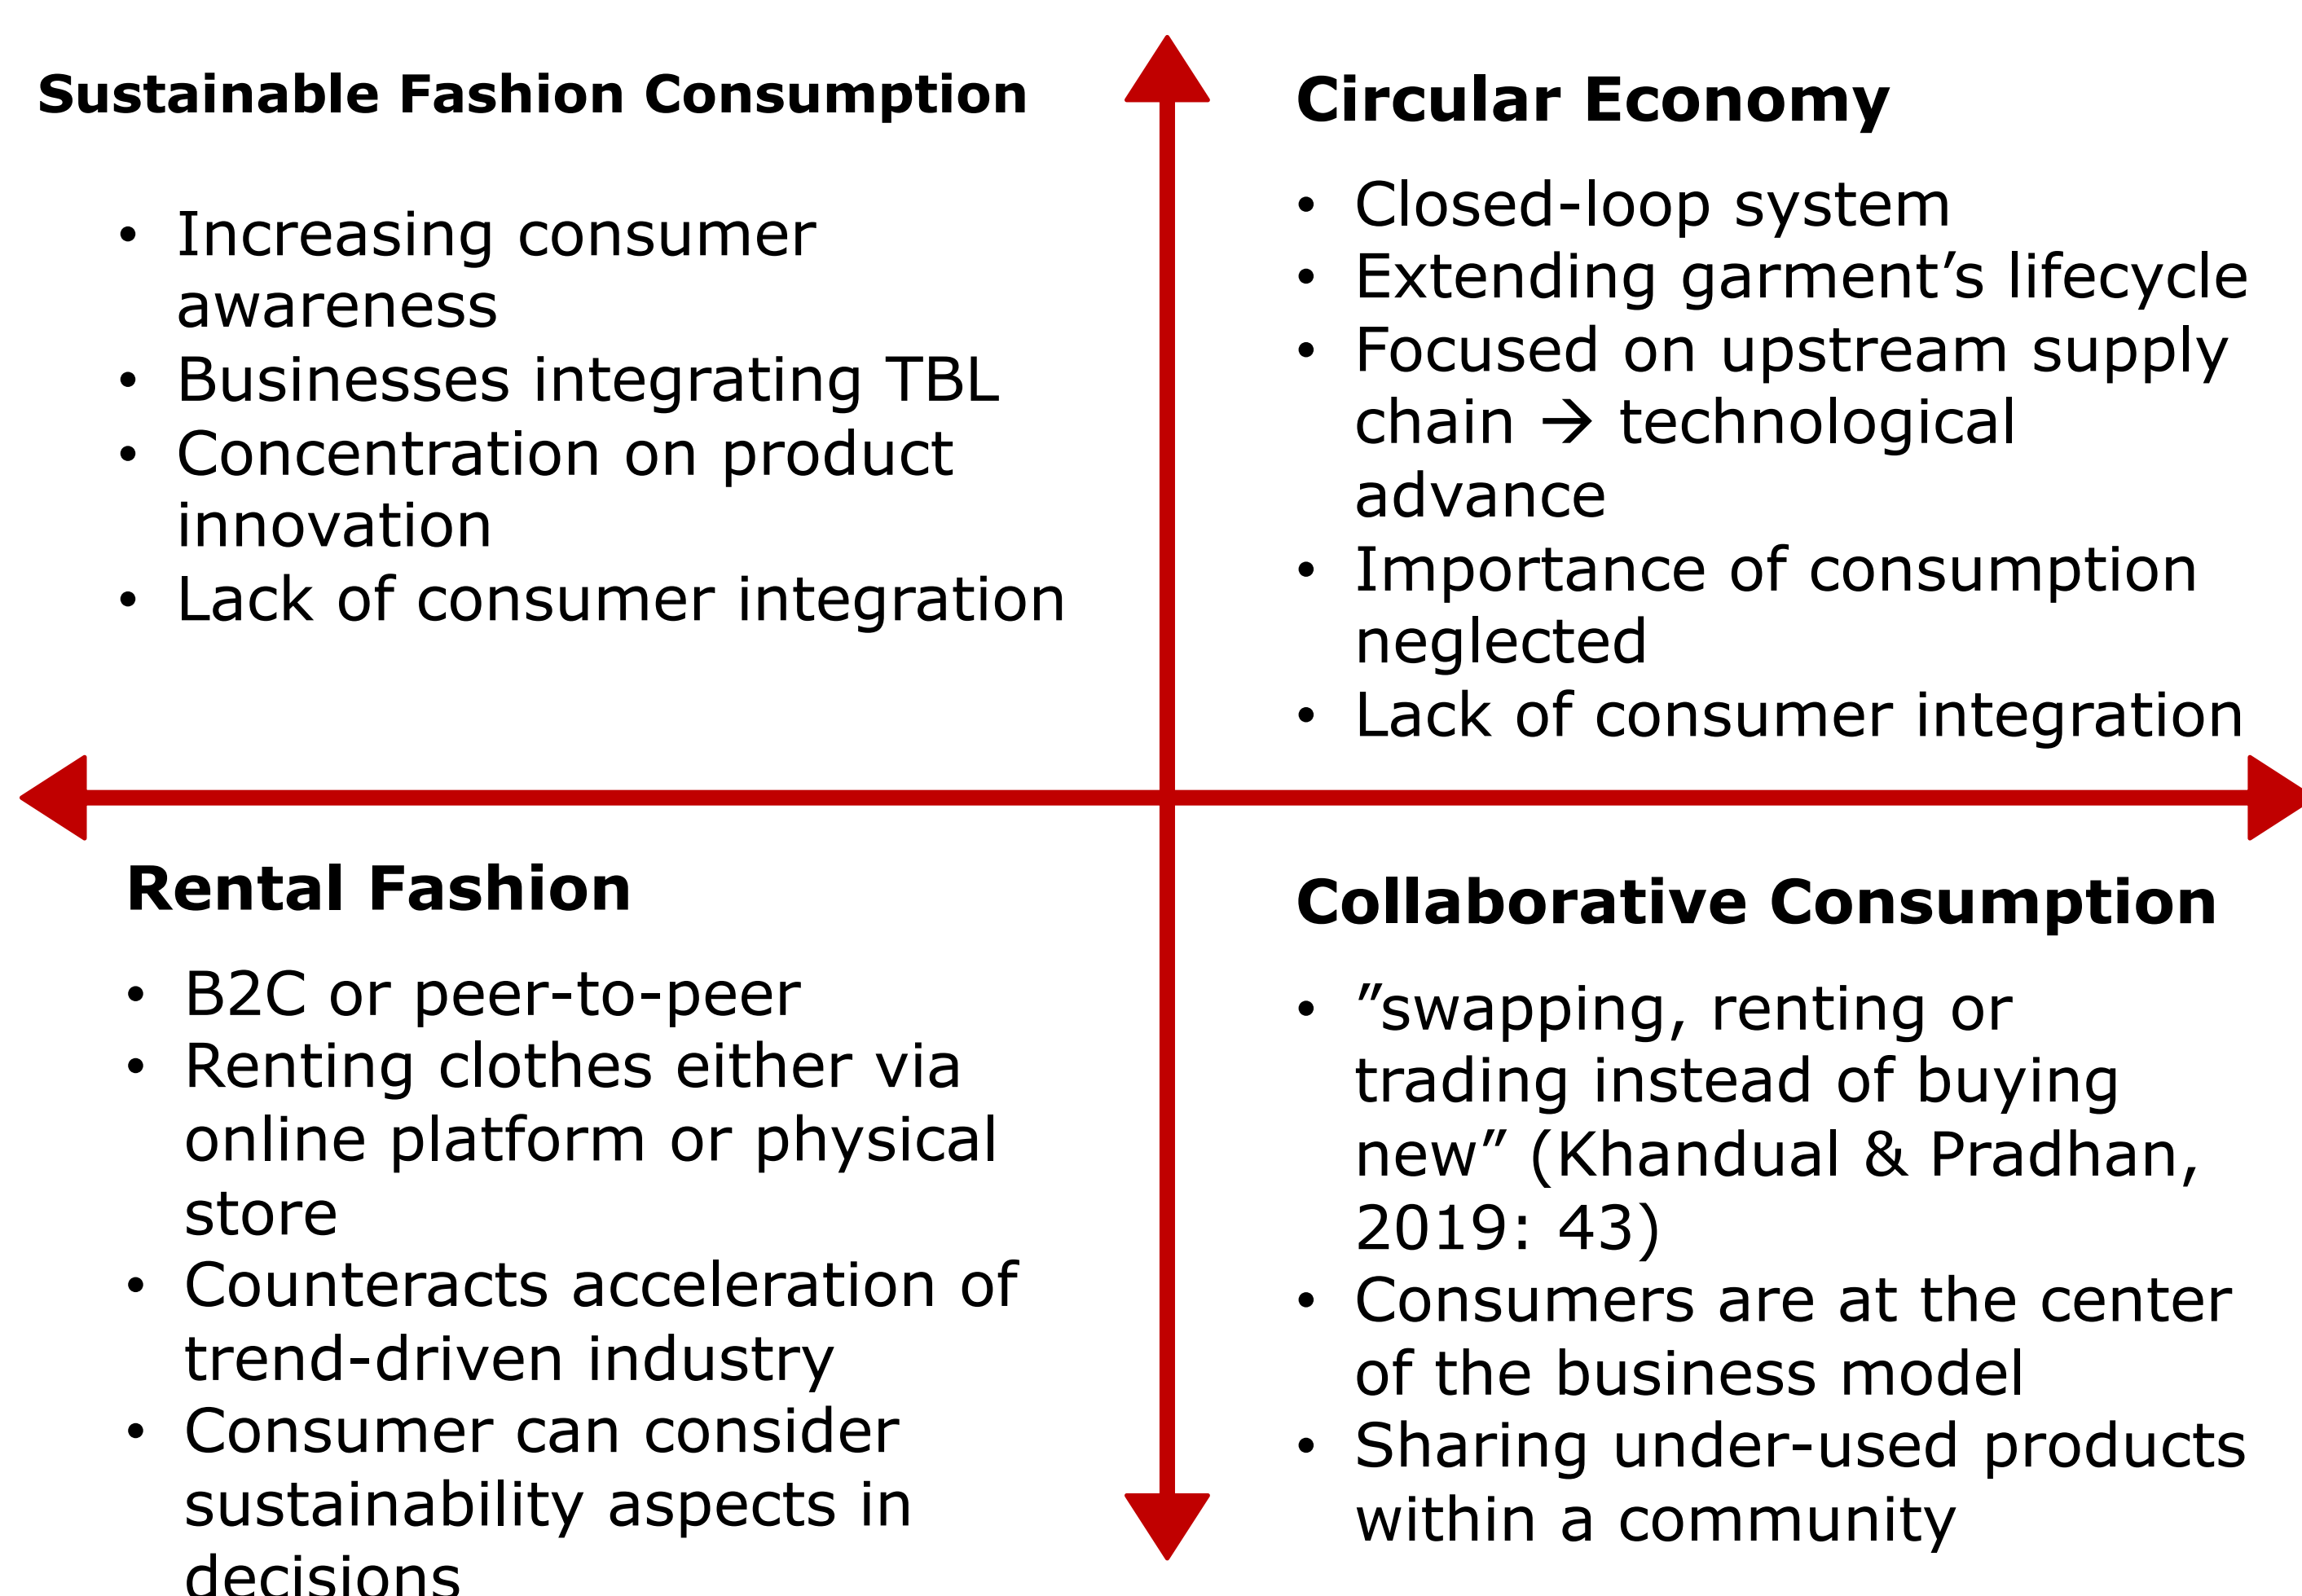 Sustainable Fashion Consumption
• Increasing consumer
awareness
• Businesses integrating TBL
• Concentration on product
innovation
• Lack of consumer integration
Circular Economy
• Closed-loop system
• Extending garment’s lifecycle
• Focused on upstream supply
chain → technological
advance
• Importance of consumption
neglected
• Lack of consumer integration
Rental Fashion
• B2C or peer-to-peer
• Renting clothes either via
online platform or physical
store
• Counteracts acceleration of
trend-driven industry
• Consumer can consider
sustainability aspects in
decisions
Collaborative Consumption
• ”swapping, renting or
trading instead of buying
new” (Khandual & Pradhan,
2019: 43)
• Consumers are at the center
of the business model
• Sharing under-used products
within a community